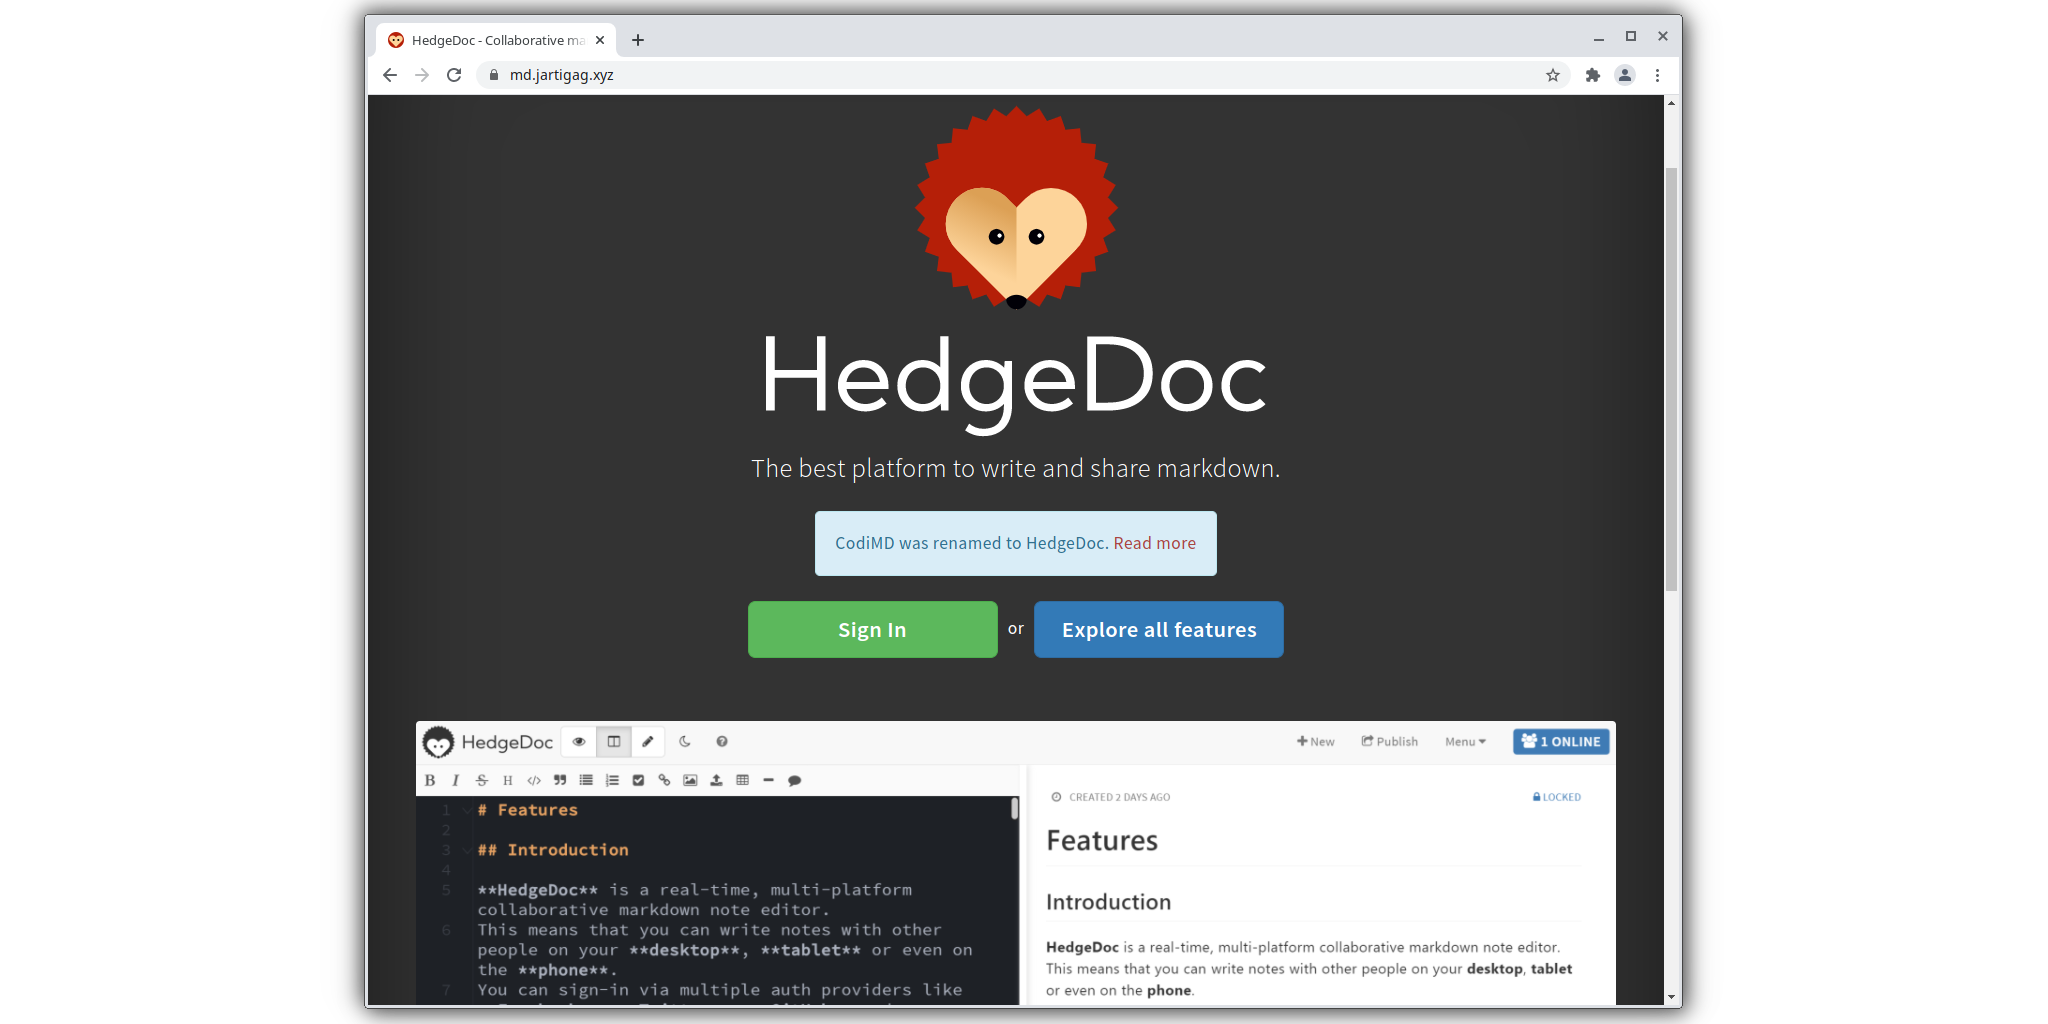 HedgeDoc - Collaborative ma
md.jartigag.xyz
HedgeDoc
The best platform to write and share markdown.
CodiMD was renamed to HedgeDoc. Read more
Sign In or Explore all features
HedgeDoc
New Publish Menu 1 ONLINE
B I S H </>
1 # Features
2
3 ## Introduction
4
5 **HedgeDoc** is a real-time, multi-platform
collaborative markdown note editor.
6 This means that you can write notes with other
people on your **desktop**, **tablet** or even on
the **phone**.
7 You can sign-in via multiple auth providers like
CREATED 2 DAYS AGO LOCKED
Features
Introduction
HedgeDoc is a real-time, multi-platform collaborative markdown note editor.
This means that you can write notes with other people on your desktop, tablet
or even on the phone.